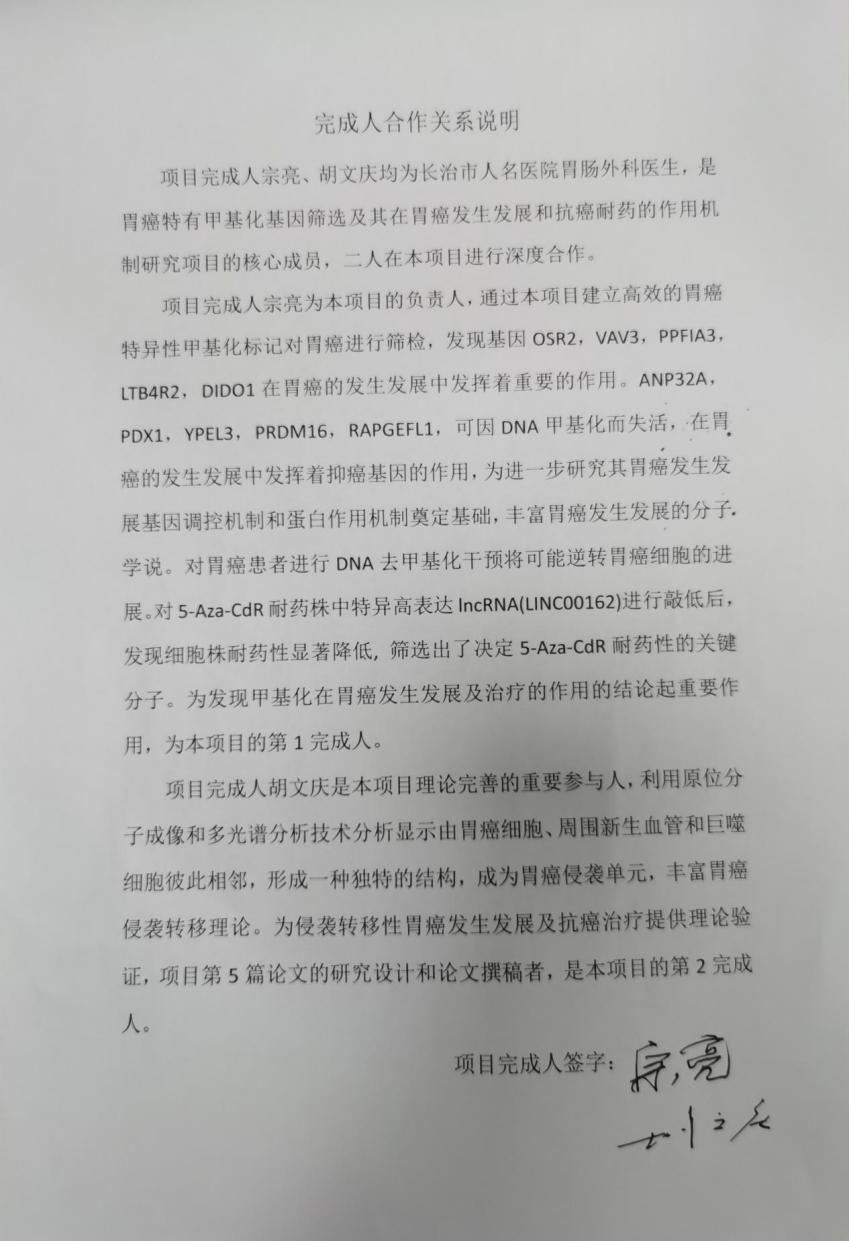 完成人合作关系说明
项目完成人宗亮、胡文庆均为长治市人名医院胃肠外科医生，是
胃癌特有甲基化基因筛选及其在胃癌发生发展和抗癌耐药的作用机
制研究项目的核心成员，二人在本项目进行深度合作。
项目完成人宗亮为本项目的负责人，通过本项目建立高效的胃癌
特异性甲基化标记对胃癌进行筛检，发现基因 OSR2，VAV3，PPFIA3，
LTB4R2，DIDO1 在胃癌的发生发展中发挥着重要的作用。ANP32A，
PDX1，YPEL3，PRDM16，RAPGEFL1，可因 DNA 甲基化而失活，在胃
癌的发生发展中发挥着抑癌基因的作用，为进一步研究其胃癌发生发
展基因调控机制和蛋白作用机制奠定基础，丰富胃癌发生发展的分子
学说。对胃癌患者进行 DNA 去甲基化干预将可能逆转胃癌细胞的进
展。对 5-Aza-CdR 耐药株中特异高表达 lncRNA(LINC00162)进行敲低后，
发现细胞株耐药性显著降低, 筛选出了决定 5-Aza-CdR 耐药性的关键
分子。为发现甲基化在胃癌发生发展及治疗的作用的结论起重要作
用，为本项目的第 1 完成人。
项目完成人胡文庆是本项目理论完善的重要参与人，利用原位分
子成像和多光谱分析技术分析显示由胃癌细胞、周围新生血管和巨噬
细胞彼此相邻，形成一种独特的结构，成为胃癌侵袭单元，丰富胃癌
侵袭转移理论。为侵袭转移性胃癌发生发展及抗癌治疗提供理论验
证，项目第 5 篇论文的研究设计和论文撰稿者，是本项目的第 2 完成
人。
项目完成人签字：宗亮